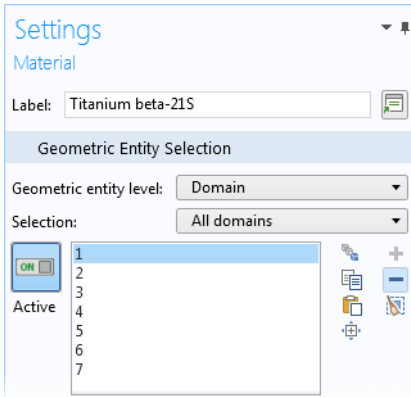 Settings
Material
Label: Titanium beta-21S
Geometric Entity Selection
Geometric entity level: Domain
Selection: All domains
ON
Active
1
2
3
4
5
6
7